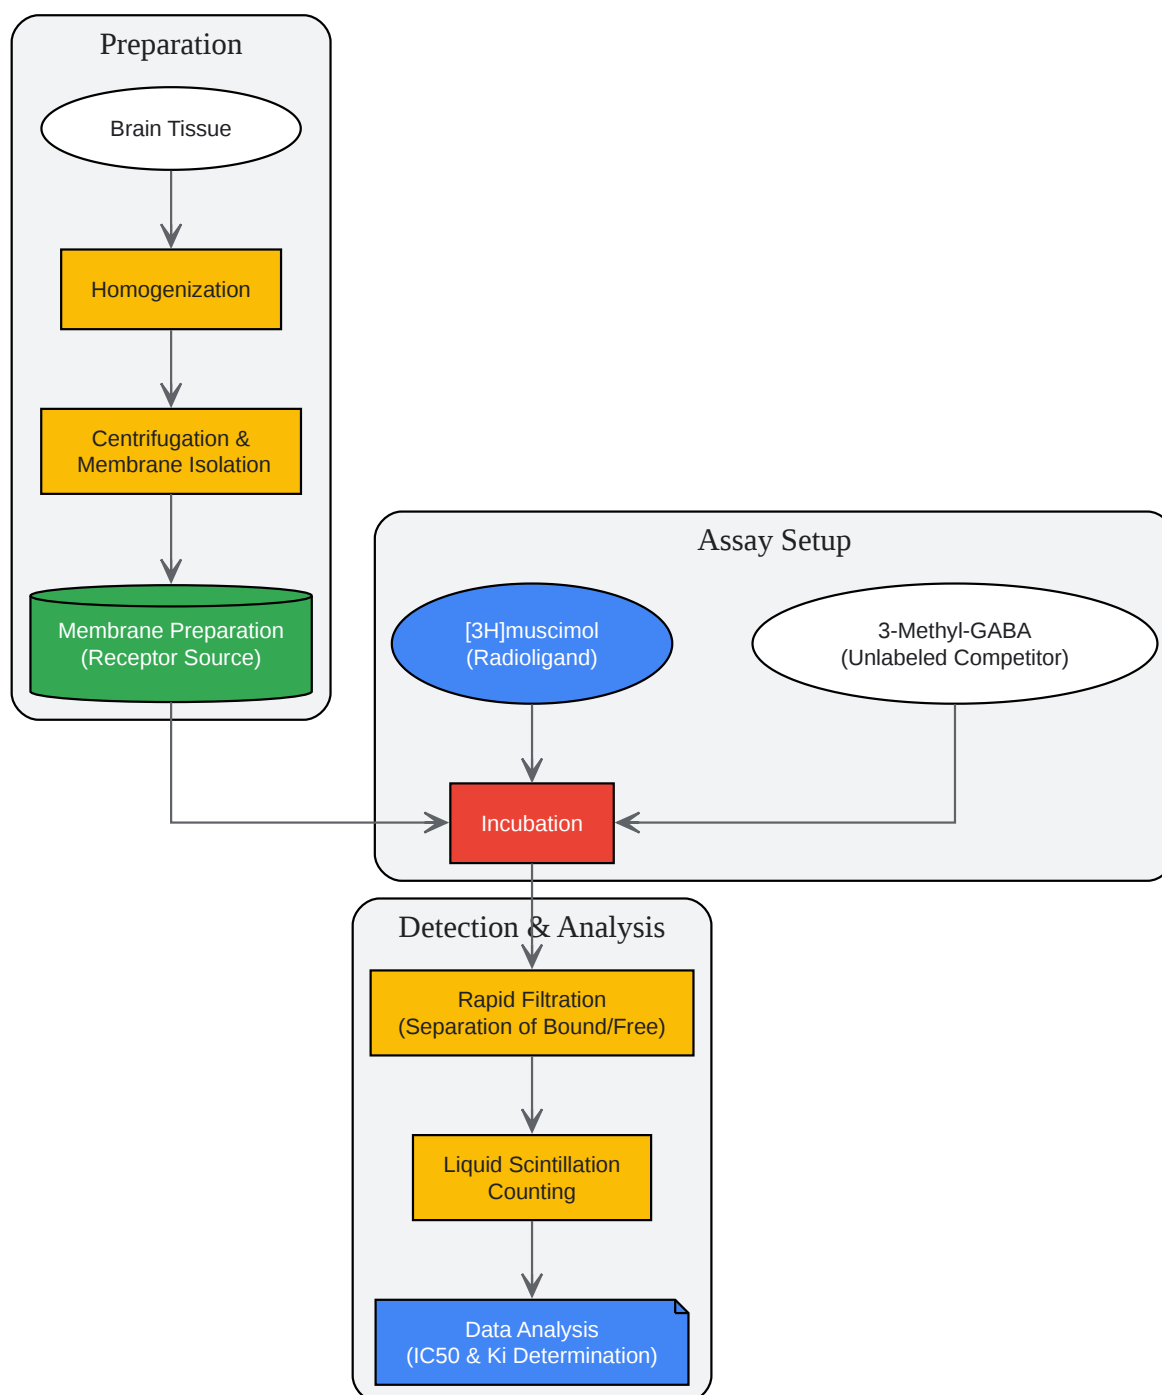 Preparation
Brain Tissue
Homogenization
Centrifugation &
Membrane Isolation
Membrane Preparation
(Receptor Source)
Assay Setup
[3H]muscimol
(Radioligand)
3-Methyl-GABA
(Unlabeled Competitor)
Incubation
Detection & Analysis
Rapid Filtration
(Separation of Bound/Free)
Liquid Scintillation
Counting
Data Analysis
(IC50 & Ki Determination)